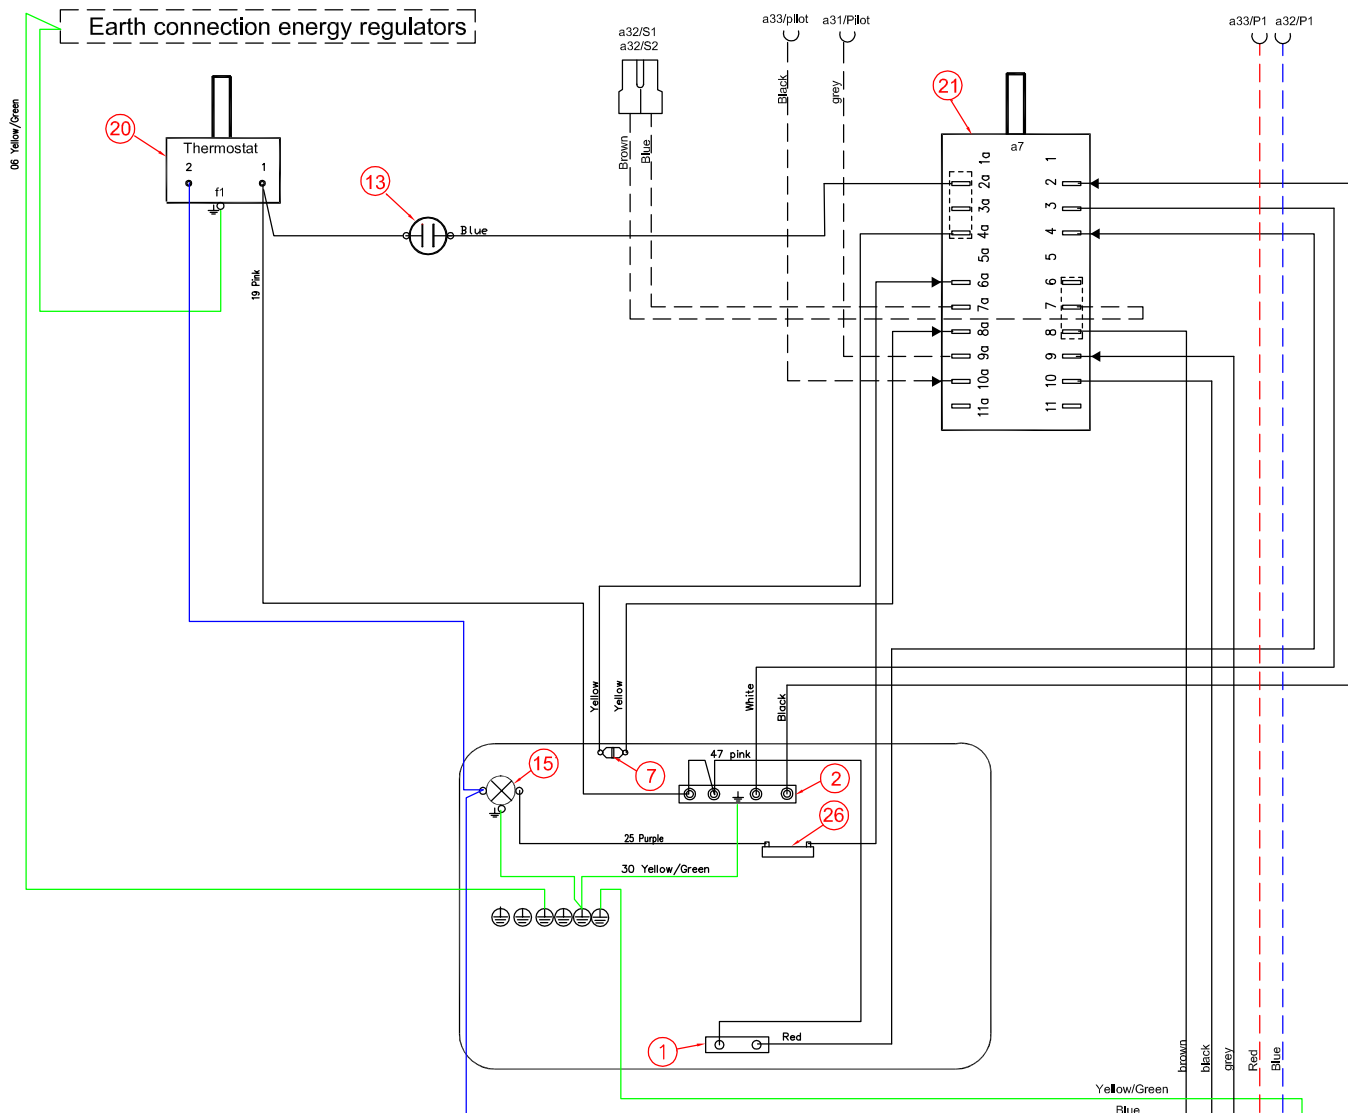 Earth connection energy regulators
a32/S1
a32/S2
a33/pilot
a31/Pilot
a33/P1
a32/P1
06 Yellow/Green
20
Thermostat
2
1
f1
19 Pink
13
Blue
Brown
Blue
Black
grey
21
a7
1a
2a
3a
4a
5a
6a
7a
8a
9a
10a
11a
1
2
3
4
5
6
7
8
9
10
11
Yellow
Yellow
White
Black
15
7
47 pink
2
26
25 Purple
30 Yellow/Green
1
Red
brown
black
grey
Red
Blue
Yellow/Green
Blue